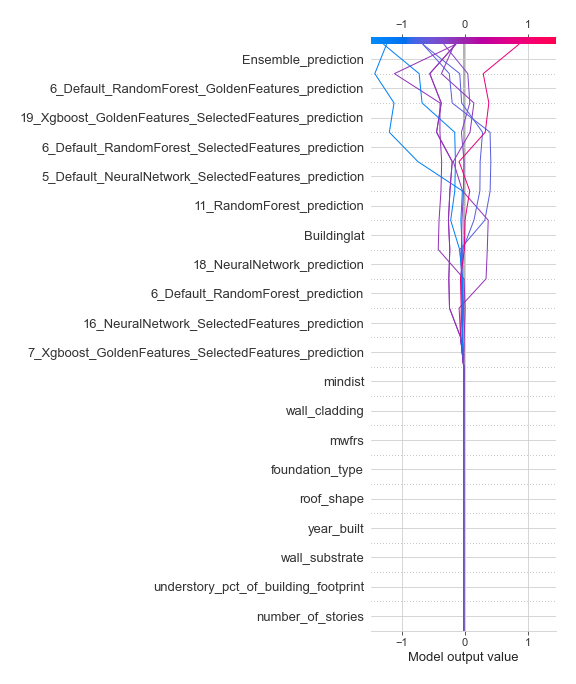 −1 0 1
Ensemble_prediction
6_Default_RandomForest_GoldenFeatures_prediction
19_Xgboost_GoldenFeatures_SelectedFeatures_prediction
6_Default_RandomForest_SelectedFeatures_prediction
5_Default_NeuralNetwork_SelectedFeatures_prediction
11_RandomForest_prediction
Buildinglat
18_NeuralNetwork_prediction
6_Default_RandomForest_prediction
16_NeuralNetwork_SelectedFeatures_prediction
7_Xgboost_GoldenFeatures_SelectedFeatures_prediction
mindist
wall_cladding
mwfrs
foundation_type
roof_shape
year_built
wall_substrate
understory_pct_of_building_footprint
number_of_stories
−1 0 1
Model output value